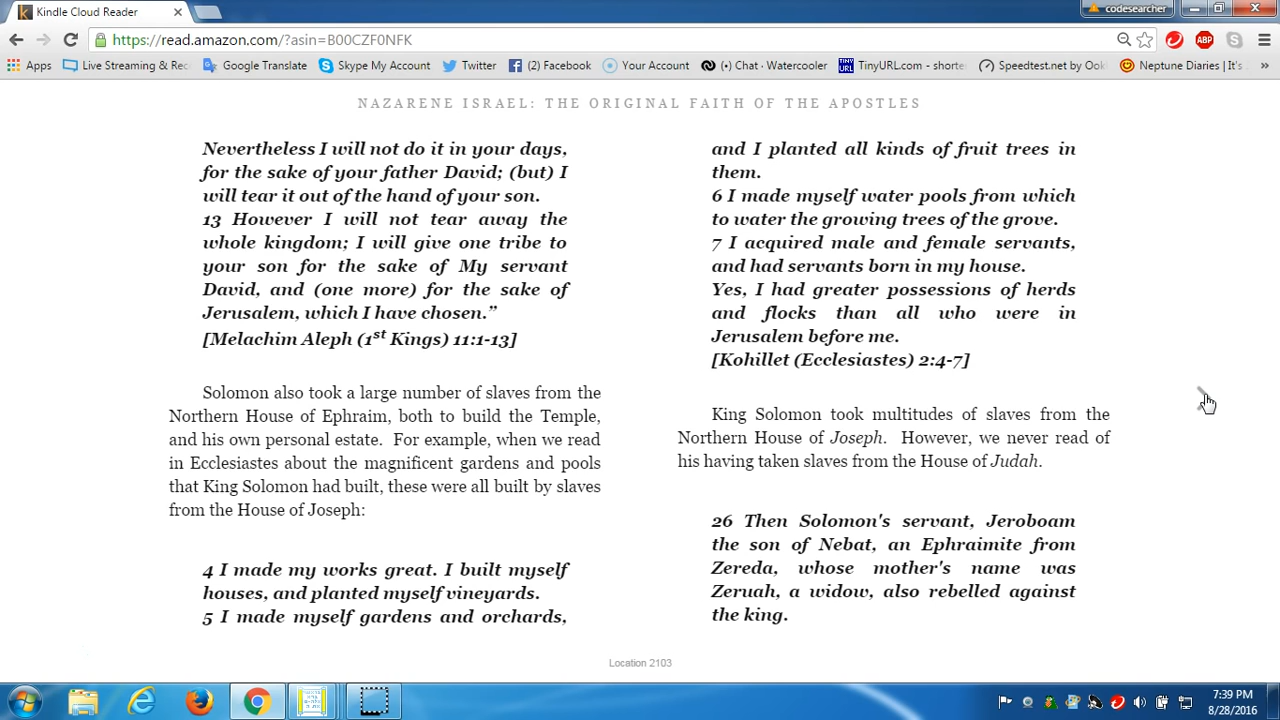 Kindle Cloud Reader
codesearcher
https://read.amazon.com/?asin=B00CZF0NFK
ABP
Apps
Live Streaming & Rec
Google Translate
Skype My Account
Twitter
(2) Facebook
Your Account
(•) Chat · Watercooler
TINY URL
TinyURL.com - shorte
Speedtest.net by Ook
Neptune Diaries | It's
»
NAZARENE ISRAEL: THE ORIGINAL FAITH OF THE APOSTLES
Nevertheless I will not do it in your days,
for the sake of your father David; (but) I
will tear it out of the hand of your son.
13 However I will not tear away the
whole kingdom; I will give one tribe to
your son for the sake of My servant
David, and (one more) for the sake of
Jerusalem, which I have chosen.”
[Melachim Aleph (1st Kings) 11:1-13]
Solomon also took a large number of slaves from the
Northern House of Ephraim, both to build the Temple,
and his own personal estate. For example, when we read
in Ecclesiastes about the magnificent gardens and pools
that King Solomon had built, these were all built by slaves
from the House of Joseph:
4 I made my works great. I built myself
houses, and planted myself vineyards.
5 I made myself gardens and orchards,
and I planted all kinds of fruit trees in
them.
6 I made myself water pools from which
to water the growing trees of the grove.
7 I acquired male and female servants,
and had servants born in my house.
Yes, I had greater possessions of herds
and flocks than all who were in
Jerusalem before me.
[Kohillet (Ecclesiastes) 2:4-7]
King Solomon took multitudes of slaves from the
Northern House of Joseph. However, we never read of
his having taken slaves from the House of Judah.
26 Then Solomon's servant, Jeroboam
the son of Nebat, an Ephraimite from
Zereda, whose mother's name was
Zeruah, a widow, also rebelled against
the king.
Location 2103
7:39 PM
8/28/2016